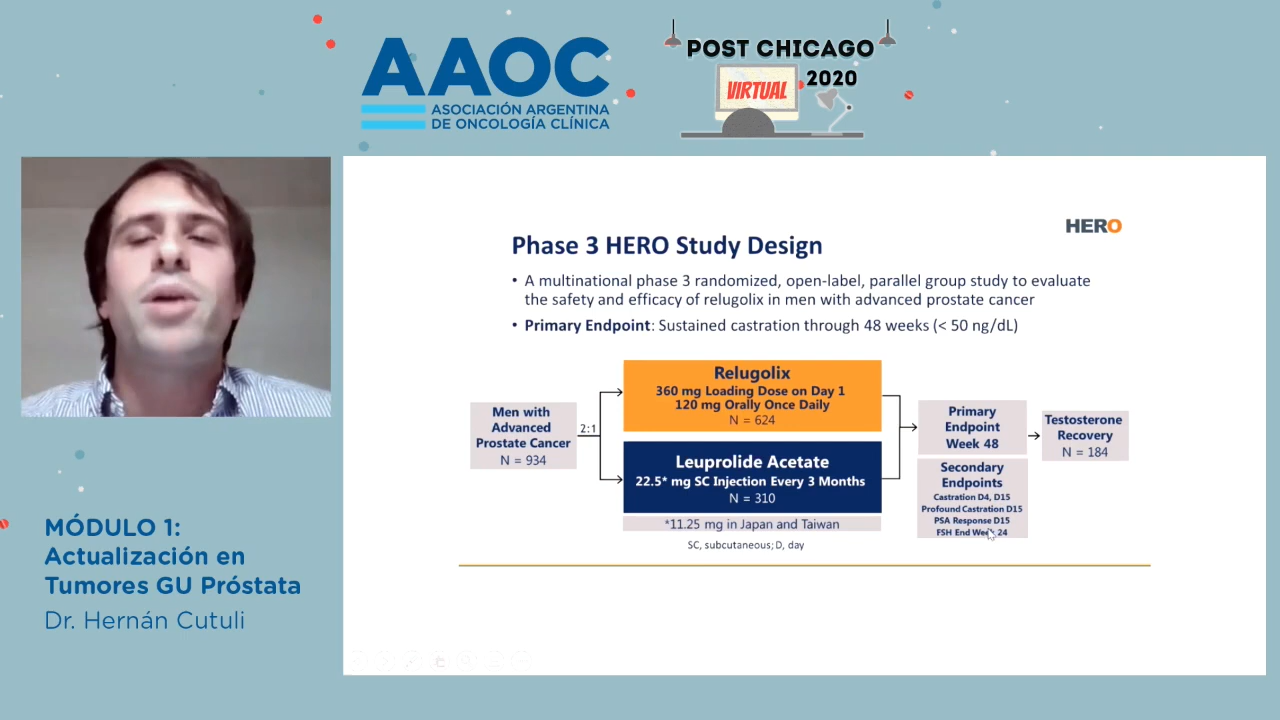 AAOC
ASOCIACIÓN ARGENTINA
DE ONCOLOGÍA CLÍNICA
POST CHICAGO
2020
VIRTUAL
HERO
Phase 3 HERO Study Design
• A multinational phase 3 randomized, open-label, parallel group study to evaluate
the safety and efficacy of relugolix in men with advanced prostate cancer
• Primary Endpoint: Sustained castration through 48 weeks (< 50 ng/dL)
Men with
Advanced
Prostate Cancer
N = 934
2:1
Relugolix
360 mg Loading Dose on Day 1
120 mg Orally Once Daily
N = 624
Leuprolide Acetate
22.5* mg SC Injection Every 3 Months
N = 310
*11.25 mg in Japan and Taiwan
SC, subcutaneous; D, day
Primary
Endpoint
Week 48
Secondary
Endpoints
Castration D4, D15
Profound Castration D15
PSA Response D15
FSH End Week 24
Testosterone
Recovery
N = 184
MÓDULO 1:
Actualización en
Tumores GU Próstata
Dr. Hernán Cutuli